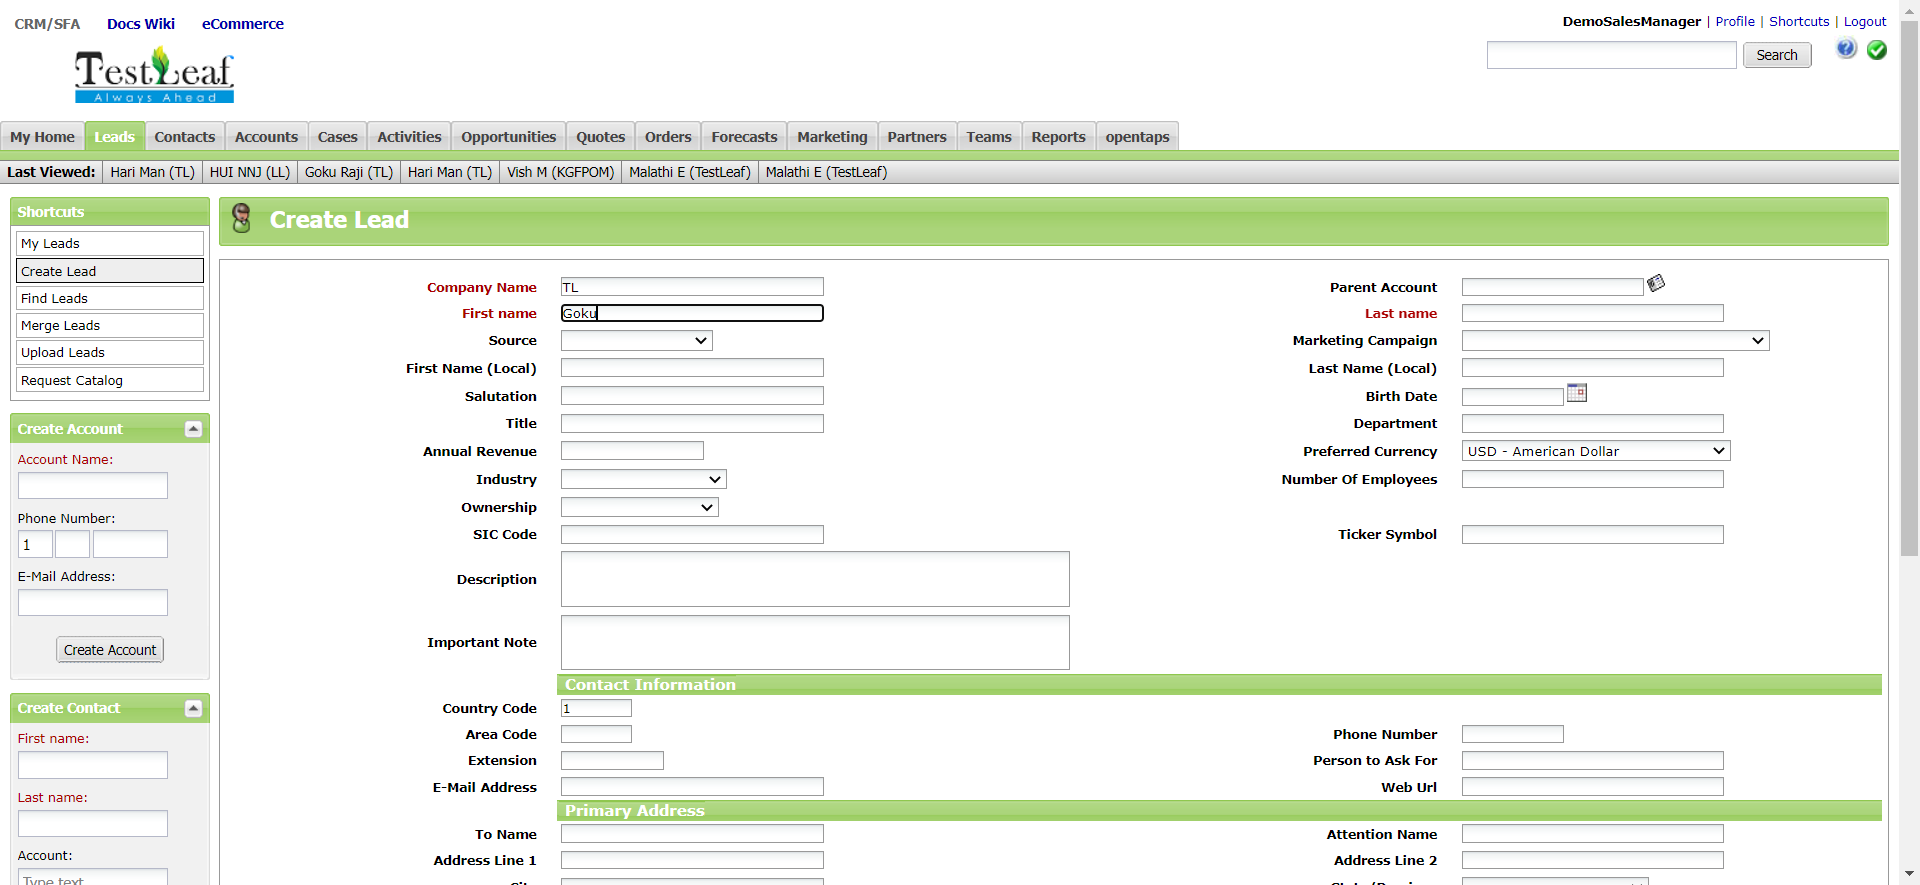 CRM/SFA Docs Wiki eCommerce
DemoSalesManager | Profile | Shortcuts | Logout
TestLeaf
Always Ahead
Search
My Home Leads Contacts Accounts Cases Activities Opportunities Quotes Orders Forecasts Marketing Partners Teams Reports opentaps
Last Viewed: Hari Man (TL) HUI NNJ (LL) Goku Raji (TL) Hari Man (TL) Vish M (KGFPOM) Malathi E (TestLeaf) Malathi E (TestLeaf)
Shortcuts
My Leads
Create Lead
Find Leads
Merge Leads
Upload Leads
Request Catalog
Create Account
Account Name:
Phone Number:
1
E-Mail Address:
Create Account
Create Contact
First name:
Last name:
Account:
Type text
Create Lead
Company Name TL Parent Account
First name Goku Last name
Source Marketing Campaign
First Name (Local) Last Name (Local)
Salutation Birth Date
Title Department
Annual Revenue Preferred Currency USD - American Dollar
Industry Number Of Employees
Ownership
SIC Code Ticker Symbol
Description
Important Note
Contact Information
Country Code 1
Area Code Phone Number
Extension Person to Ask For
E-Mail Address Web Url
Primary Address
To Name Attention Name
Address Line 1 Address Line 2